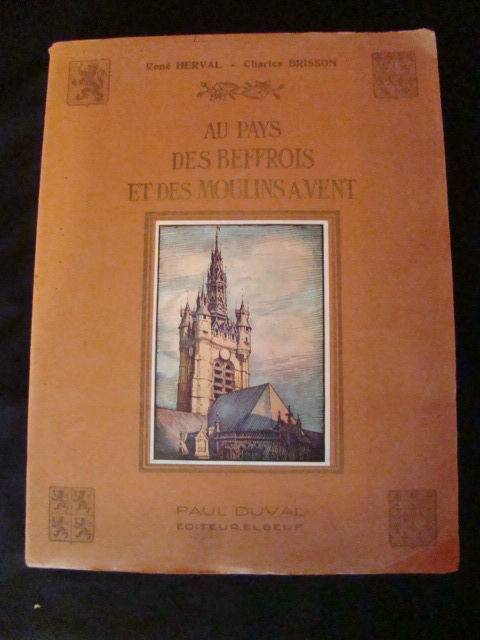 René HERVAL - Charles BRISSON
AU PAYS
DES BEFFROIS
ET DES MOULINS A VENT
PAUL DUVAL
EDITEUR.ELBEUF